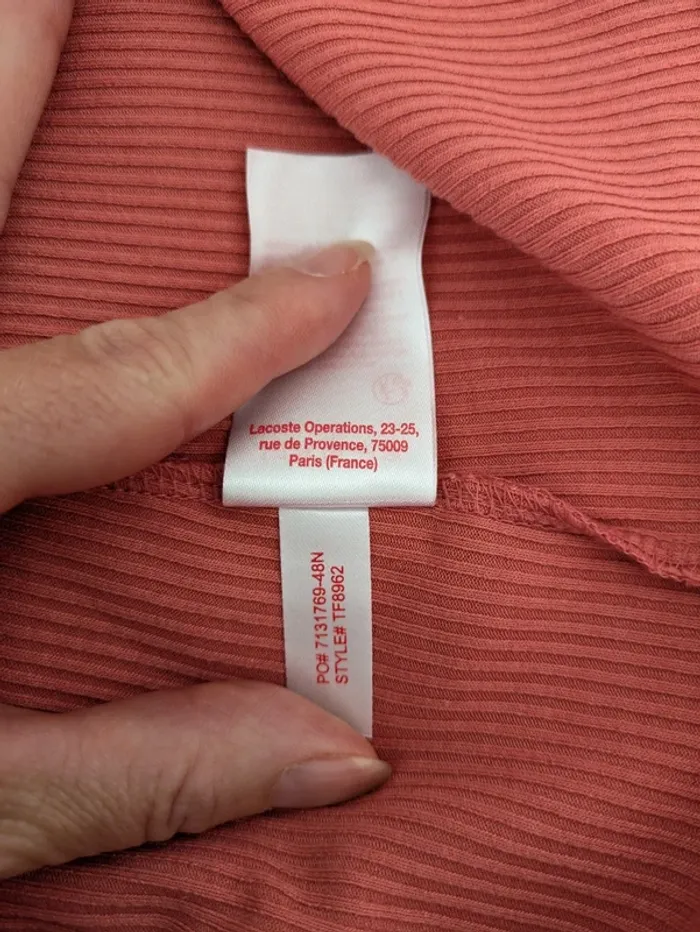 Lacoste Operations, 23-25,
rue de Provence, 75009
Paris (France)
PO# 7131769-48N
STYLE# TF8962